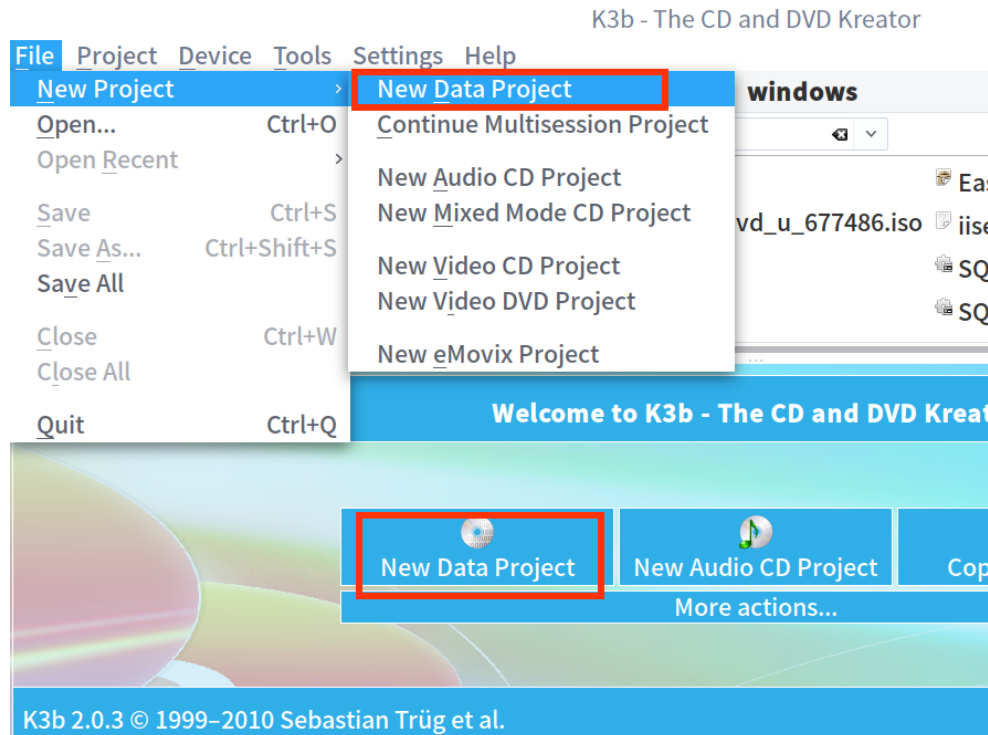 K3b - The CD and DVD Kreator
File Project Device Tools Settings Help
New Project
Open... Ctrl+O
Open Recent
Save Ctrl+S
Save As... Ctrl+Shift+S
Save All
Close Ctrl+W
Close All
Quit Ctrl+Q
New Data Project
Continue Multisession Project
New Audio CD Project
New Mixed Mode CD Project
New Video CD Project
New Video DVD Project
New eMovix Project
windows
Eas
vd_u_677486.iso iise
SQ
SQ
Welcome to K3b - The CD and DVD Kreat
New Data Project New Audio CD Project Cop
More actions...
K3b 2.0.3 © 1999–2010 Sebastian Trüg et al.